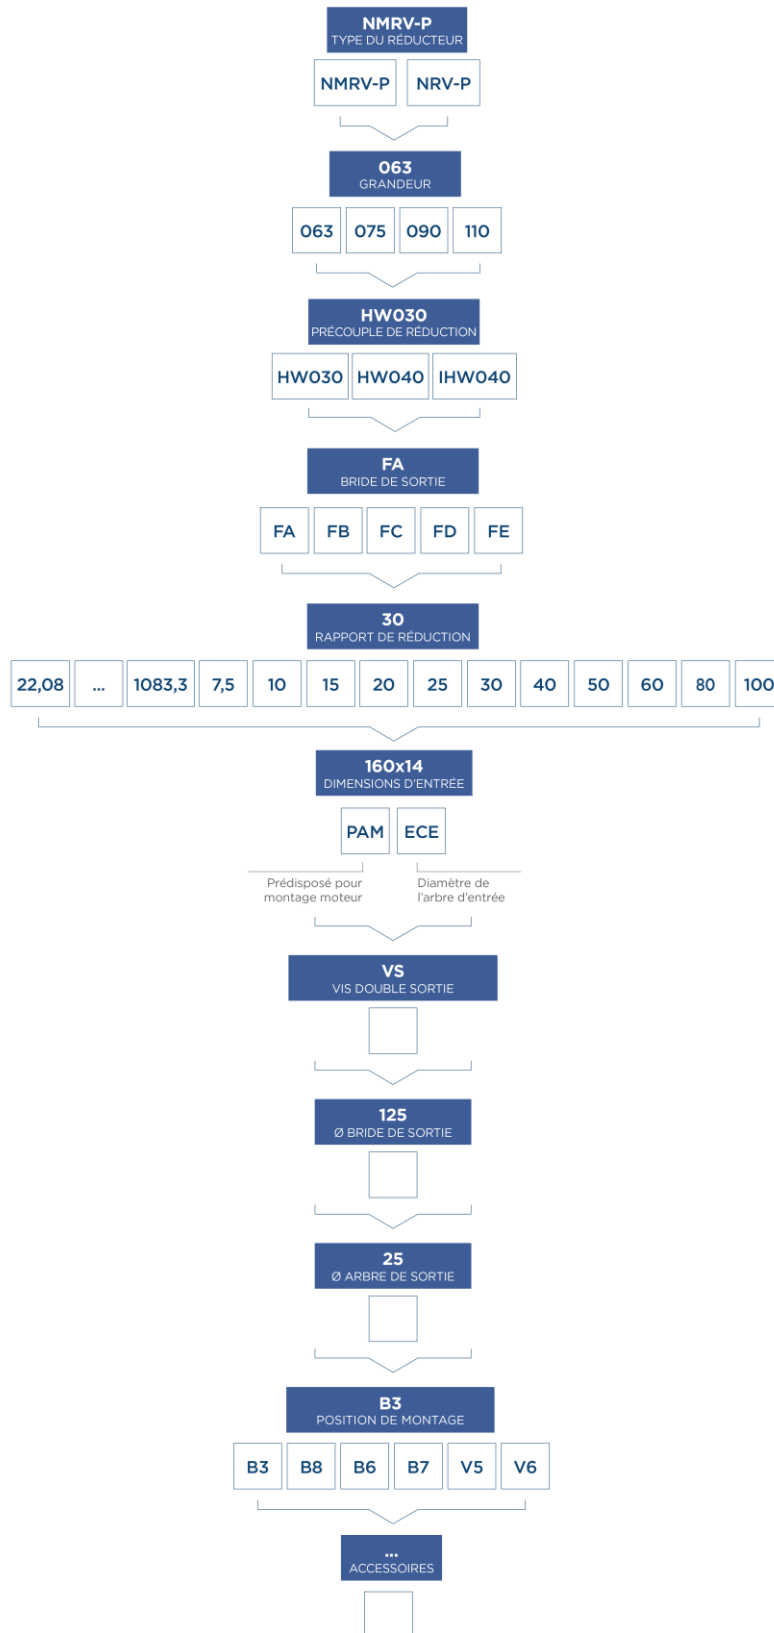 NMRV-P
TYPE DU RÉDUCTEUR
NMRV-P NRV-P
063
GRANDEUR
063 075 090 110
HW030
PRÉCOUPLE DE RÉDUCTION
HW030 HW040 IHW040
FA
BRIDE DE SORTIE
FA FB FC FD FE
30
RAPPORT DE RÉDUCTION
22,08 ... 1083,3 7,5 10 15 20 25 30 40 50 60 80 100
160x14
DIMENSIONS D'ENTRÉE
PAM ECE
Prédisposé pour
montage moteur
Diamètre de
l'arbre d'entrée
VS
VIS DOUBLE SORTIE
125
Ø BRIDE DE SORTIE
25
Ø ARBRE DE SORTIE
B3
POSITION DE MONTAGE
B3 B8 B6 B7 V5 V6
...
ACCESSOIRES